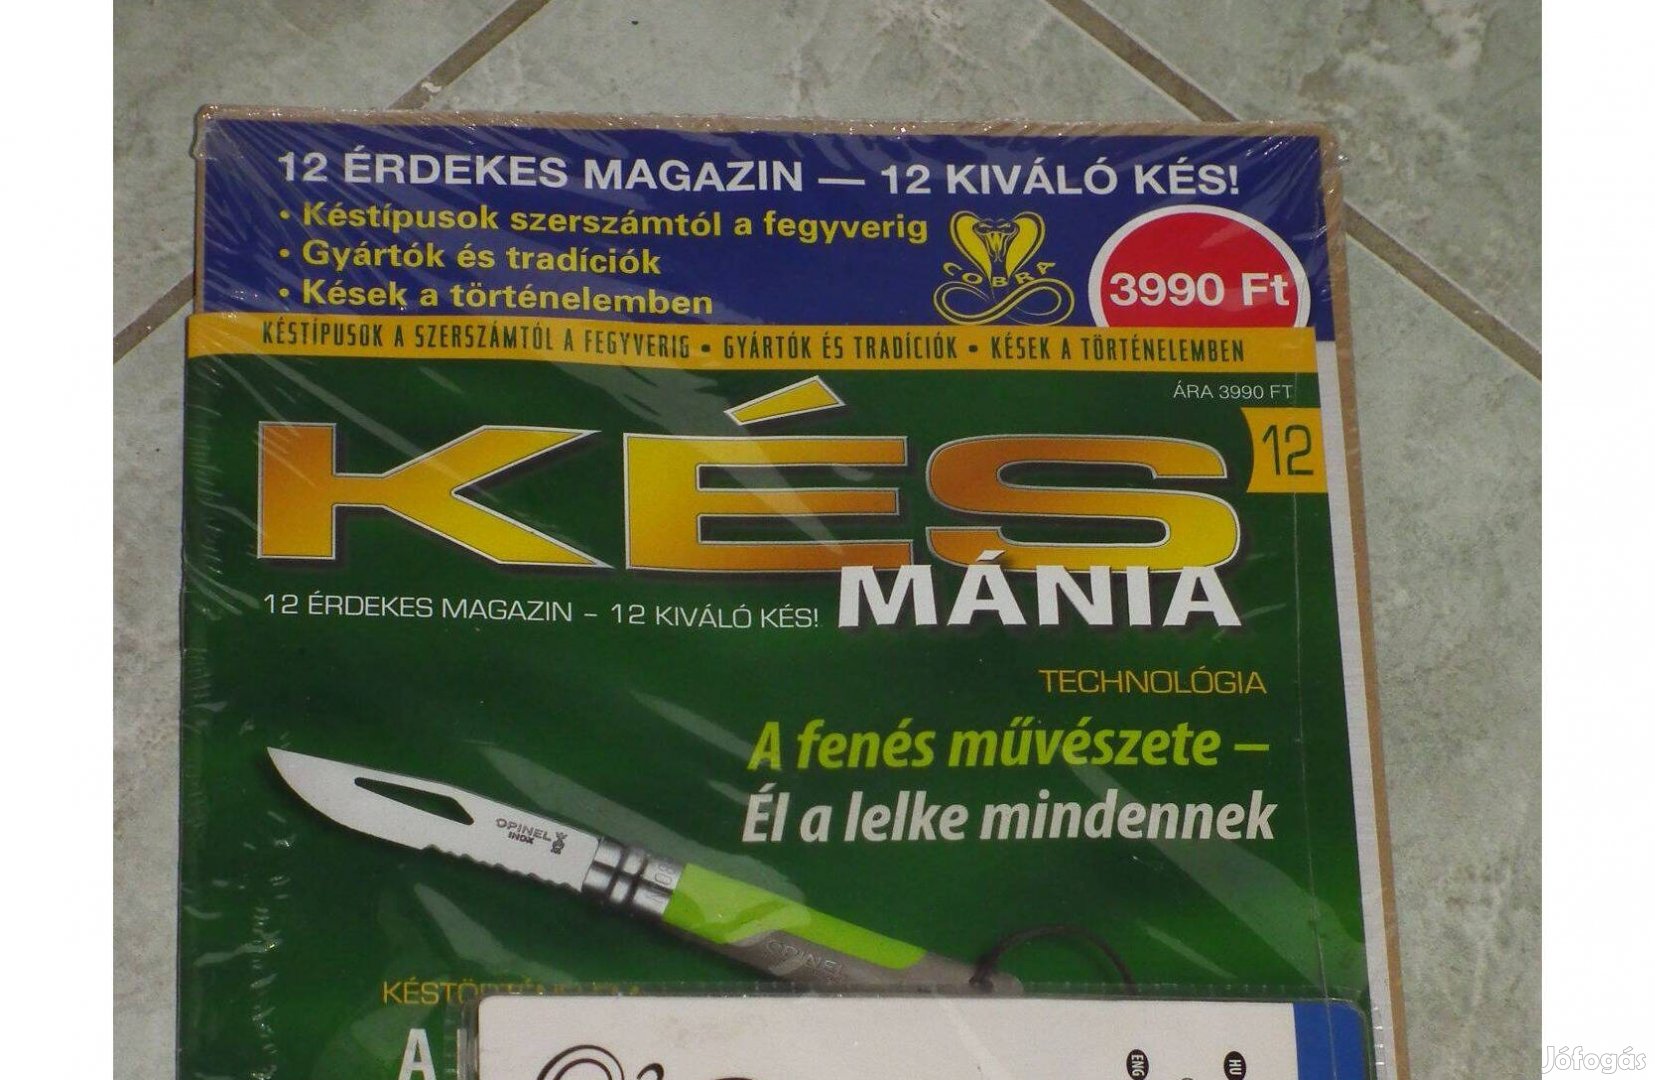 12 ÉRDEKES MAGAZIN — 12 KIVÁLÓ KÉS!
• Késtípusok szerszámtól a fegyverig
• Gyártók és tradíciók
• Kések a történelemben
COBRA
3990 Ft
KÉSTÍPUSOK A SZERSZÁMTÓL A FEGYVERIG • GYÁRTÓK ÉS TRADÍCIÓK • KÉSEK A TÖRTÉNELEMBEN
ÁRA 3990 FT
12
KÉS
MÁNIA
12 ÉRDEKES MAGAZIN – 12 KIVÁLÓ KÉS!
TECHNOLÓGIA
A fenés művészete –
Él a lelke mindennek
OPINEL
INOX
OPINEL
A
ENG
HU
Jófogás